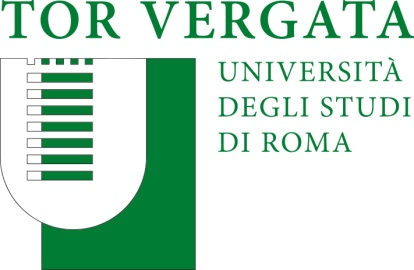 TOR VERGATA
UNIVERSITÀ
DEGLI STUDI
DI ROMA